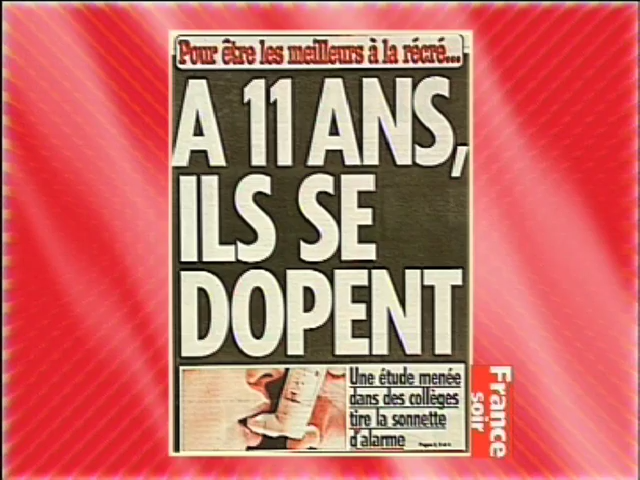 Pour être les meilleurs à la récré...
A 11 ANS,
ILS SE
DOPENT
Une étude menée
dans des collèges
tire la sonnette
d'alarme
France
soir